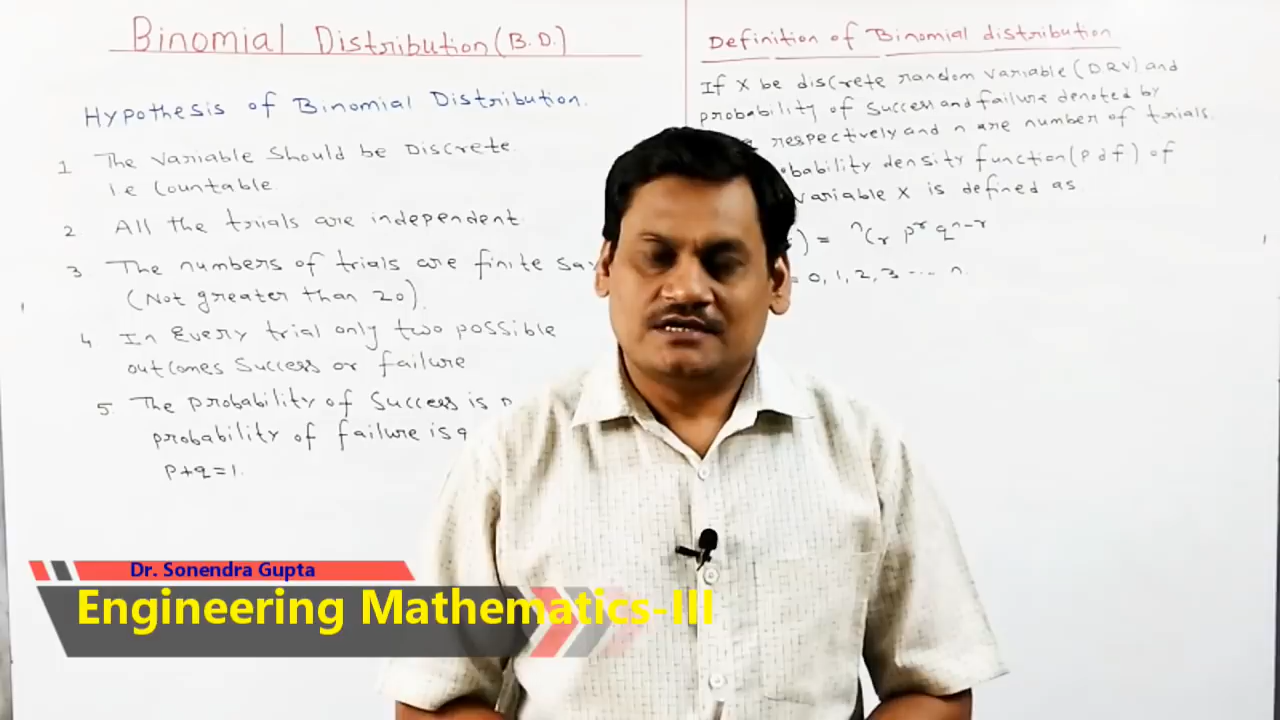 Binomial Distribution (B.D.)
Hypothesis of Binomial Distribution.
1 The Variable Should be Discrete
i.e Countable
2 All the trials are independent
3 The numbers of trials are finite say
(Not greater than 20)
4 In Every trial only two possible
outcomes Success or failure
5. The probability of Success is p
probability of failure is q
p+q=1.
Definition of Binomial distribution
If X be discrete random variable (D.R.V) and
probability of Success and failure denoted by
respectively and n are number of trials.
density function (Pdf) of
variable X is defined as
) = ⁿCᵣ pʳ qⁿ⁻ʳ
= 0, 1, 2, 3 ---- n.
Dr. Sonendra Gupta
Engineering Mathematics-III